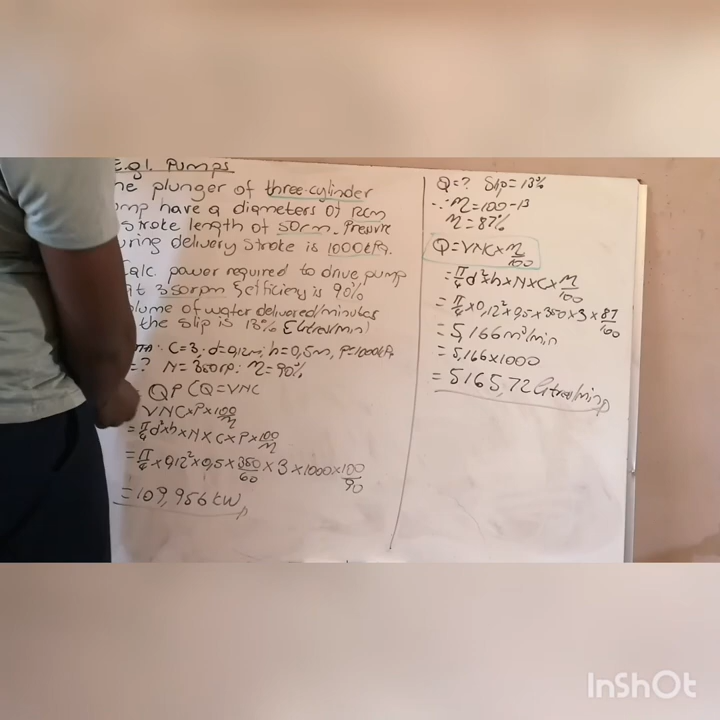 E.g1. Pumps
he plunger of three-cylinder
ump have a diameters of 12cm
stroke length of 50cm. Pressure
uring delivery stroke is 1000kPa.
Calc. power required to drive pump
at 350rpm & efficiency is 90%
olume of water delivered/minutes
the slip is 13% (Litres/min)
C=3; d=0,12m; h=0,5m, P=1000kPa
=? N=350rp: η=90%
QP (Q=VNC
VNC×P×100/η
=π/4 d²×h×N×C×P×100/η
=π/4×0,12²×0,5×350/60×3×1000×100/90
=109,956kW
Q=? Slip=13%
∴η=100-13
η=87%
Q=VNC×η/100
=π/4 d²×h×N×C×η/100
=π/4×0,12²×0,5×350×3×87/100
=5,166m³/min
=5,166×1000
=5165,72 litres/min
InShOt